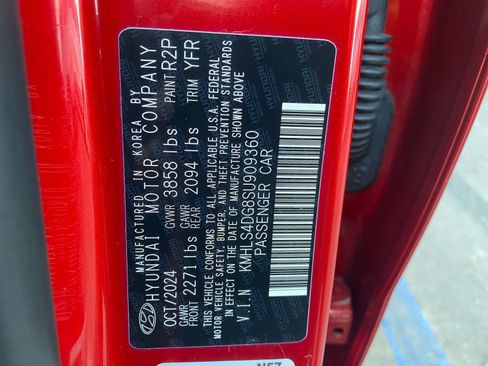 MANUFACTURED IN KOREA BY
HYUNDAI MOTOR COMPANY
OCT/2024 GVWR 3858 lbs PAINT R2P
GAWR FRONT 2271 lbs GAWR REAR 2094 lbs TRIM YFR
THIS VEHICLE CONFORMS TO ALL APPLICABLE U.S.A. FEDERAL
MOTOR VEHICLE SAFETY, BUMPER, AND THEFT PREVENTION STANDARDS
IN EFFECT ON THE DATE OF MANUFACTURE SHOWN ABOVE
V.I.N KMHLS4DG8SU909360
PASSENGER CAR